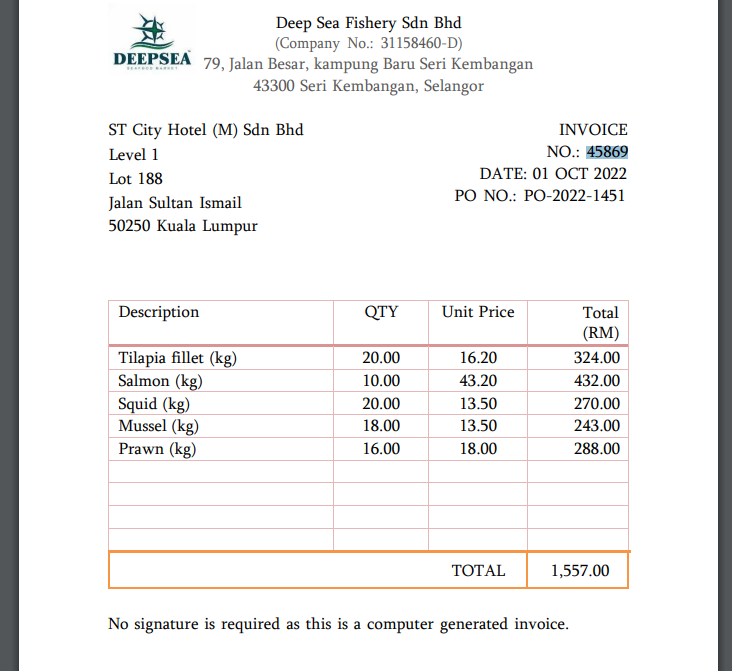 DEEPSEA
Deep Sea Fishery Sdn Bhd
(Company No.: 31158460-D)
79, Jalan Besar, kampung Baru Seri Kembangan
43300 Seri Kembangan, Selangor
ST City Hotel (M) Sdn Bhd
Level 1
Lot 188
Jalan Sultan Ismail
50250 Kuala Lumpur
INVOICE
NO.: 45869
DATE: 01 OCT 2022
PO NO.: PO-2022-1451
Description QTY Unit Price Total
(RM)
Tilapia fillet (kg) 20.00 16.20 324.00
Salmon (kg) 10.00 43.20 432.00
Squid (kg) 20.00 13.50 270.00
Mussel (kg) 18.00 13.50 243.00
Prawn (kg) 16.00 18.00 288.00
TOTAL 1,557.00
No signature is required as this is a computer generated invoice.